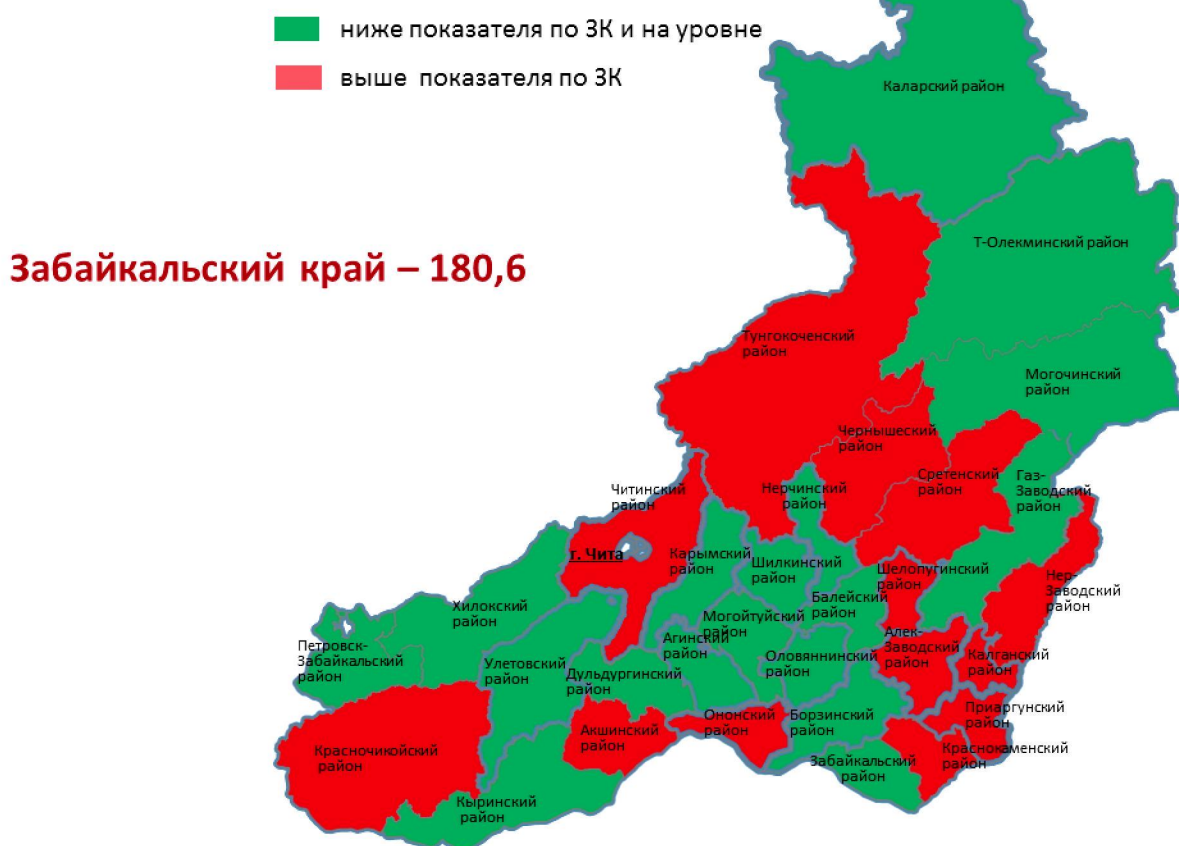 ниже показателя по ЗК и на уровне
выше показателя по ЗК
Каларский район
Забайкальский край – 180,6
Т-Олекминский район
Тунгокоченский
район
Могочинский
район
Чернышеский
район
Сретенский
район
Газ-
Заводский
район
Читинский
район
Нерчинский
район
г. Чита
Карымский
район
Шилкинский
район
Шелопугинский
район
Нер-
Заводский
район
Балейский
район
Хилокский
район
Могойтуйский
район
Петровск-
Забайкальский
район
Улетовский
район
Агинский
район
Оловяннинский
район
Алек-
Заводский
район
Калганский
район
Дульдургинский
район
Акшинский
район
Ононский
район
Борзинский
район
Приаргунский
район
Красночикойский
район
Забайкальский
район
Краснокаменский
район
Кыринский
район